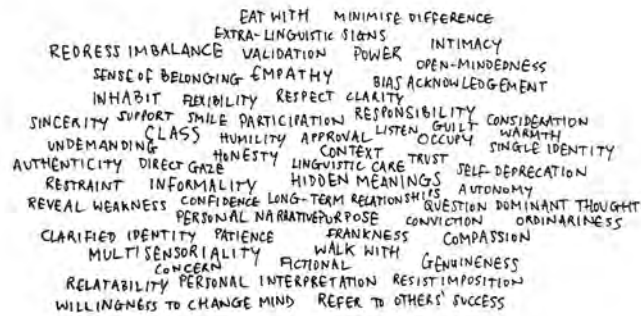 EAT WITH MINIMISE DIFFERENCE
EXTRA-LINGUISTIC SIGNS
REDRESS IMBALANCE VALIDATION POWER INTIMACY
OPEN-MINDEDNESS
SENSE OF BELONGING EMPATHY BIAS ACKNOWLEDGEMENT
INHABIT FLEXIBILITY RESPECT CLARITY
SINCERITY SUPPORT SMILE PARTICIPATION RESPONSIBILITY CONSIDERATION
CLASS HUMILITY APPROVAL LISTEN GUILT WARMTH
UNDEMANDING HONESTY CONTEXT OCCUPY SINGLE IDENTITY
AUTHENTICITY DIRECT GAZE LINGUISTIC CARE TRUST SELF-DEPRECATION
RESTRAINT INFORMALITY HIDDEN MEANINGS AUTONOMY
REVEAL WEAKNESS CONFIDENCE LONG-TERM RELATIONSHIPS QUESTION DOMINANT THOUGHT
PERSONAL NARRATIVE PURPOSE CONVICTION ORDINARINESS
CLARIFIED IDENTITY PATIENCE FRANKNESS COMPASSION
MULTISENSORIALITY WALK WITH
CONCERN FICTIONAL GENUINENESS
RELATABILITY PERSONAL INTERPRETATION RESIST IMPOSITION
WILLINGNESS TO CHANGE MIND REFER TO OTHERS' SUCCESS